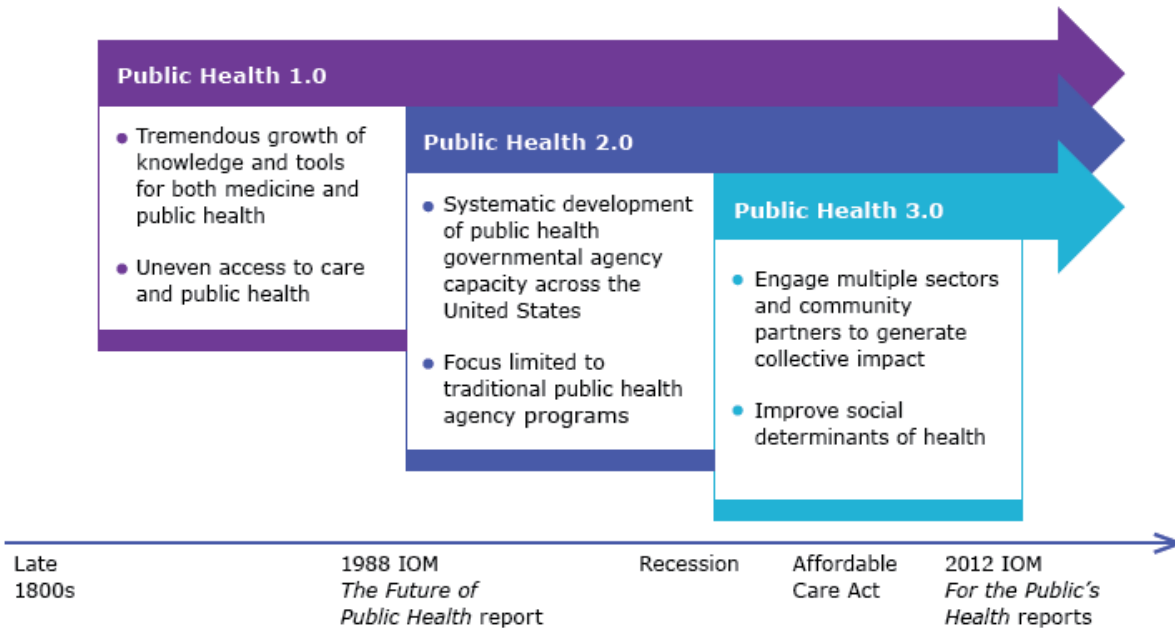 Public Health 1.0
• Tremendous growth of
knowledge and tools
for both medicine and
public health
• Uneven access to care
and public health
Public Health 2.0
• Systematic development
of public health
governmental agency
capacity across the
United States
• Focus limited to
traditional public health
agency programs
Public Health 3.0
• Engage multiple sectors
and community
partners to generate
collective impact
• Improve social
determinants of health
Late
1800s
1988 IOM
The Future of
Public Health report
Recession
Affordable
Care Act
2012 IOM
For the Public's
Health reports